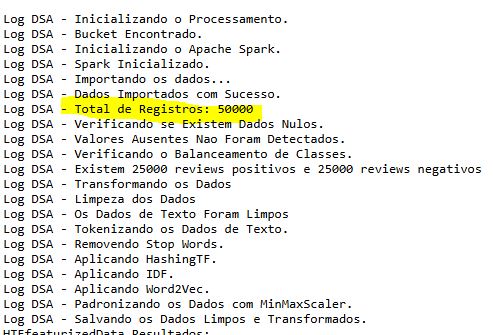 Log DSA - Inicializando o Processamento.
Log DSA - Bucket Encontrado.
Log DSA - Inicializando o Apache Spark.
Log DSA - Spark Inicializado.
Log DSA - Importando os dados...
Log DSA - Dados Importados com Sucesso.
Log DSA - Total de Registros: 50000
Log DSA - Verificando se Existem Dados Nulos.
Log DSA - Valores Ausentes Nao Foram Detectados.
Log DSA - Verificando o Balanceamento de Classes.
Log DSA - Existem 25000 reviews positivos e 25000 reviews negativos
Log DSA - Transformando os Dados
Log DSA - Limpeza dos Dados
Log DSA - Os Dados de Texto Foram Limpos
Log DSA - Tokenizando os Dados de Texto.
Log DSA - Removendo Stop Words.
Log DSA - Aplicando HashingTF.
Log DSA - Aplicando IDF.
Log DSA - Aplicando Word2Vec.
Log DSA - Padronizando os Dados com MinMaxScaler.
Log DSA - Salvando os Dados Limpos e Transformados.
HTFfeaturizedData Resultados: